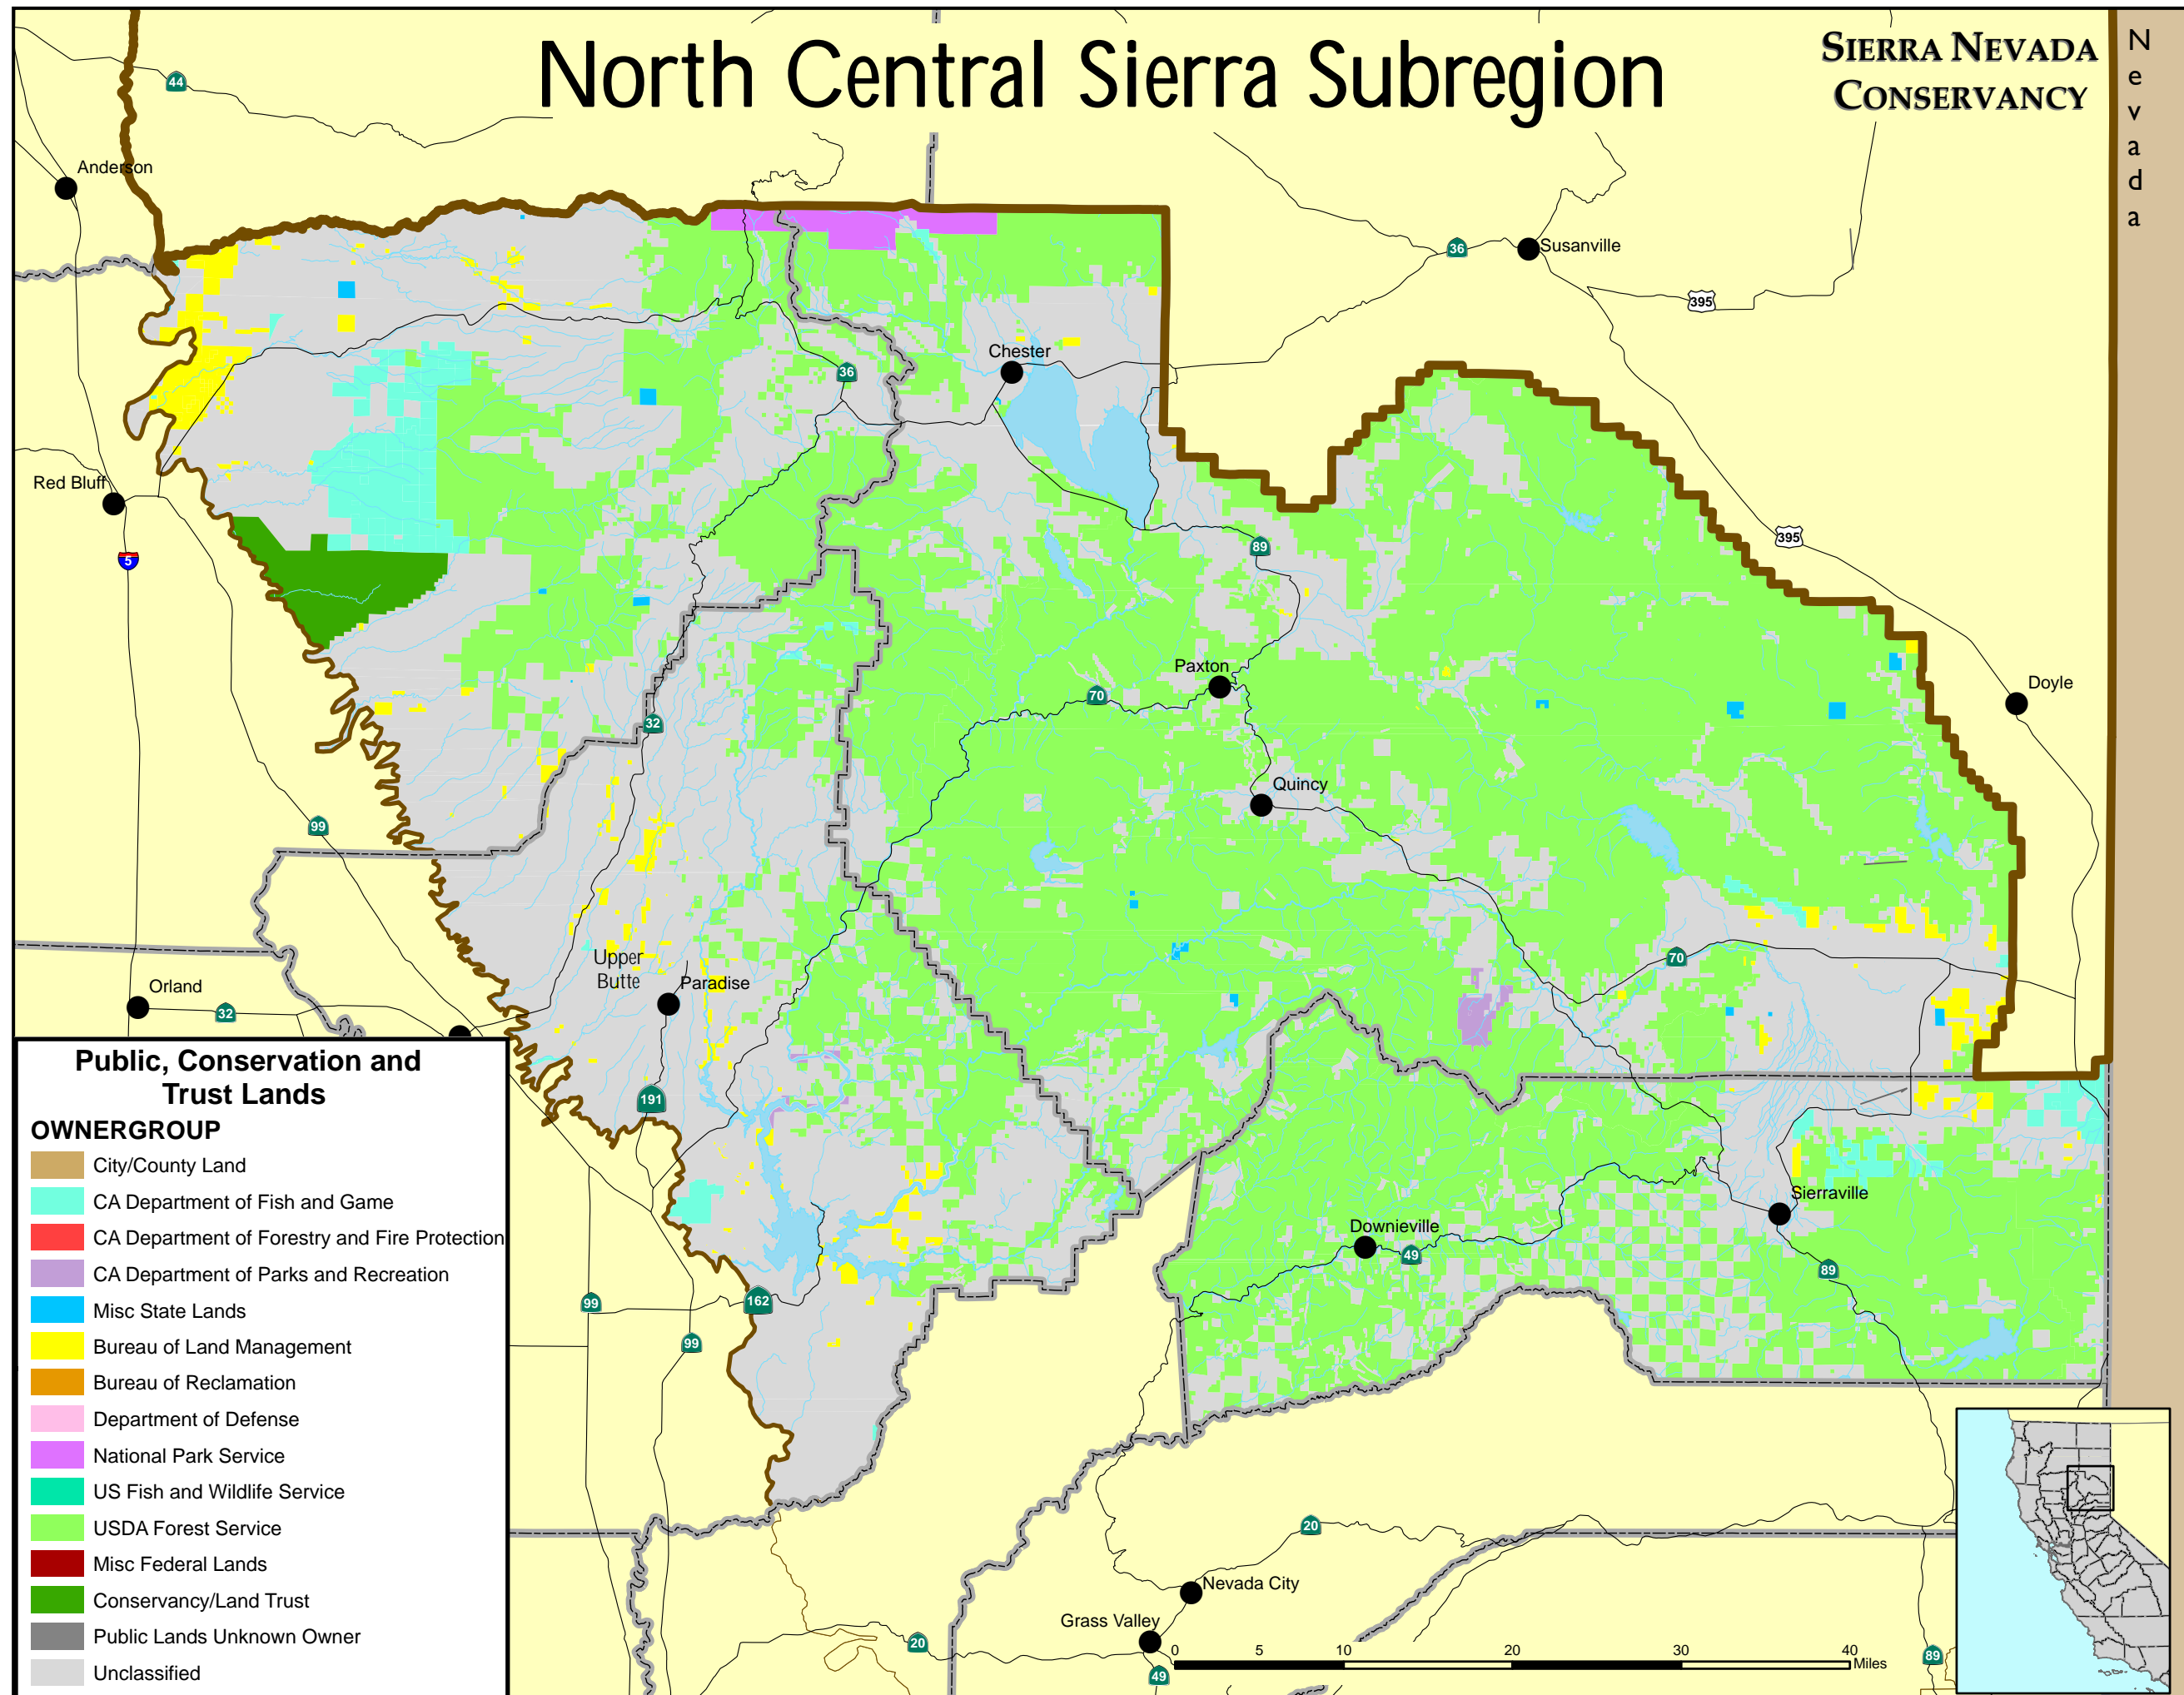 North Central Sierra Subregion
SIERRA NEVADA
CONSERVANCY
Nevada
44
Anderson
36
Susanville
395
Chester
36
Red Bluff
5
89
395
Paxton
70
Doyle
32
Quincy
99
70
Upper
Butte
Paradise
Orland
32
191
Sierraville
Downieville
49
89
162
99
99
20
Nevada City
Grass Valley
20
49
89
0 5 10 20 30 40
Miles
Public, Conservation and
Trust Lands
OWNERGROUP
City/County Land
CA Department of Fish and Game
CA Department of Forestry and Fire Protection
CA Department of Parks and Recreation
Misc State Lands
Bureau of Land Management
Bureau of Reclamation
Department of Defense
National Park Service
US Fish and Wildlife Service
USDA Forest Service
Misc Federal Lands
Conservancy/Land Trust
Public Lands Unknown Owner
Unclassified